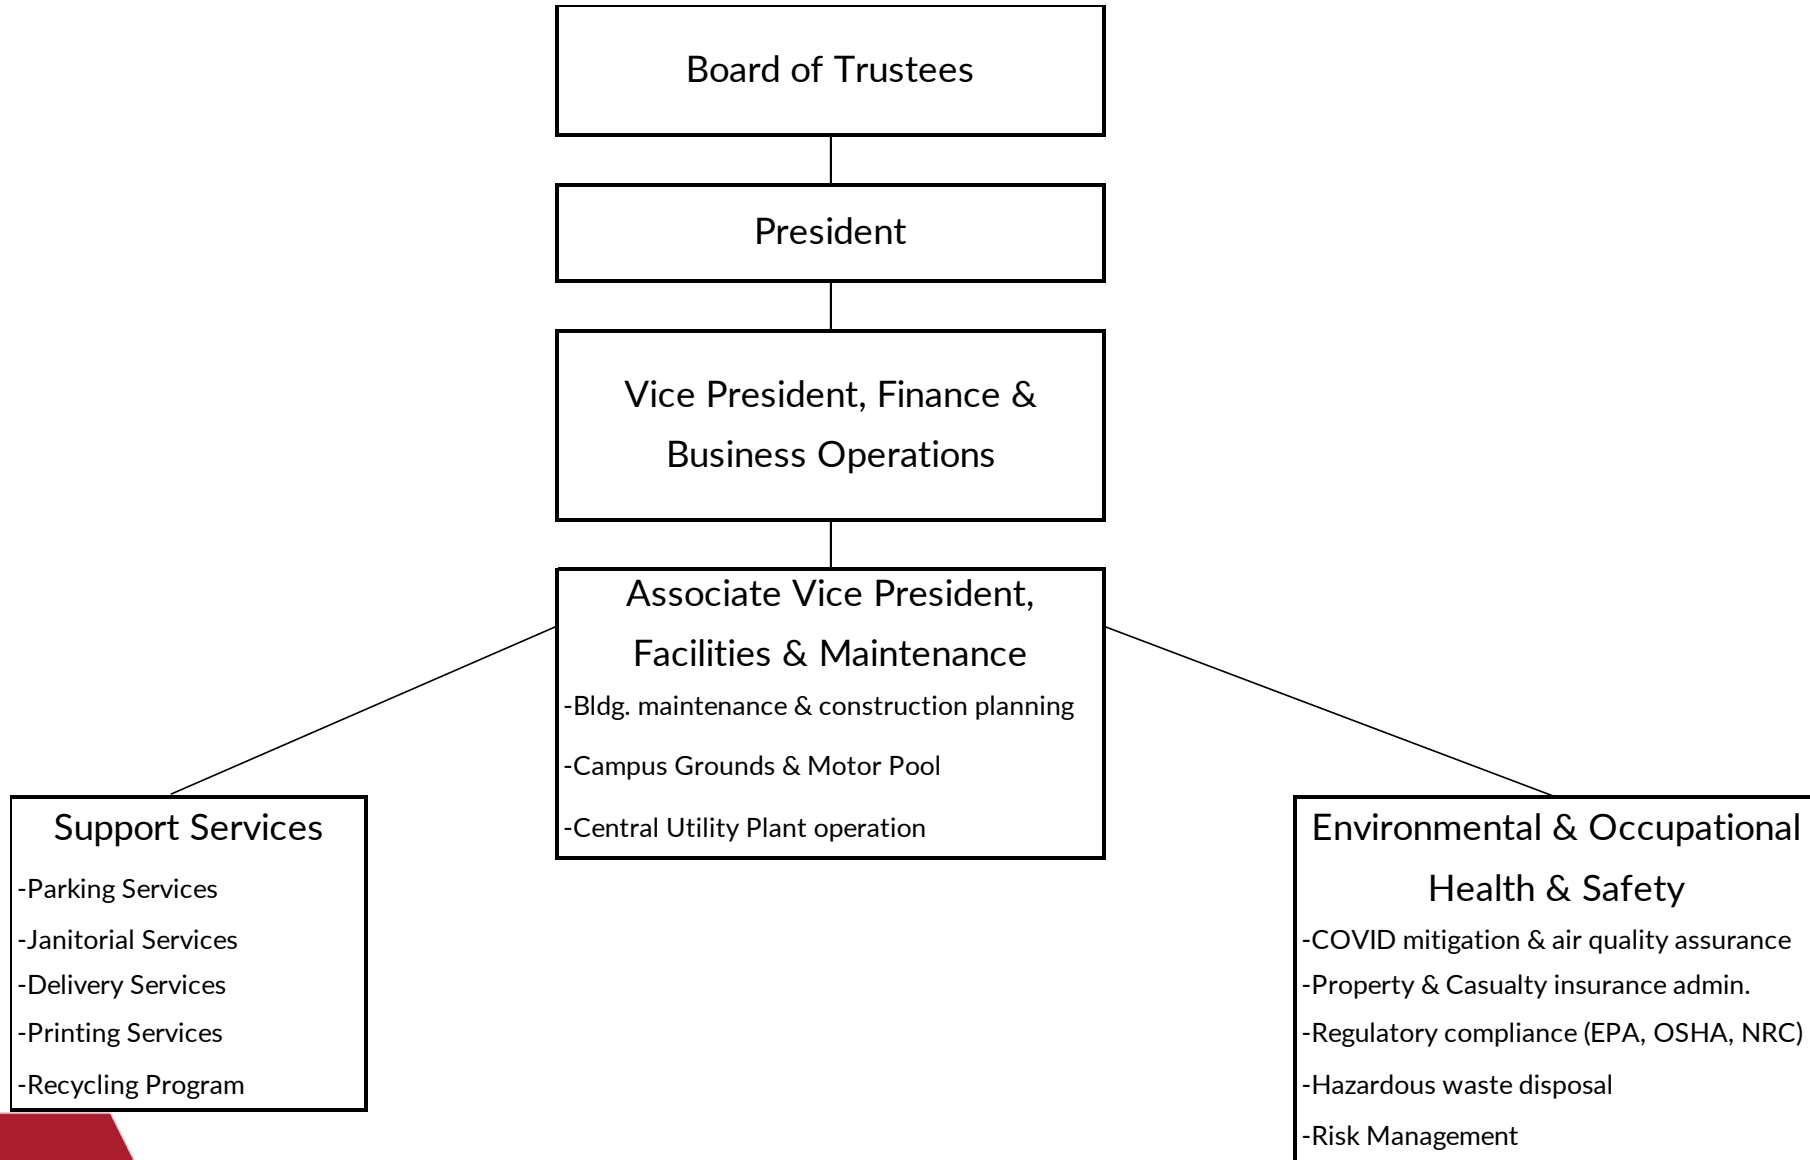 Board of Trustees
President
Vice President, Finance &
Business Operations
Associate Vice President,
Facilities & Maintenance
-Bldg. maintenance & construction planning
-Campus Grounds & Motor Pool
-Central Utility Plant operation
Support Services
-Parking Services
-Janitorial Services
-Delivery Services
-Printing Services
-Recycling Program
Environmental & Occupational
Health & Safety
-COVID mitigation & air quality assurance
-Property & Casualty insurance admin.
-Regulatory compliance (EPA, OSHA, NRC)
-Hazardous waste disposal
-Risk Management